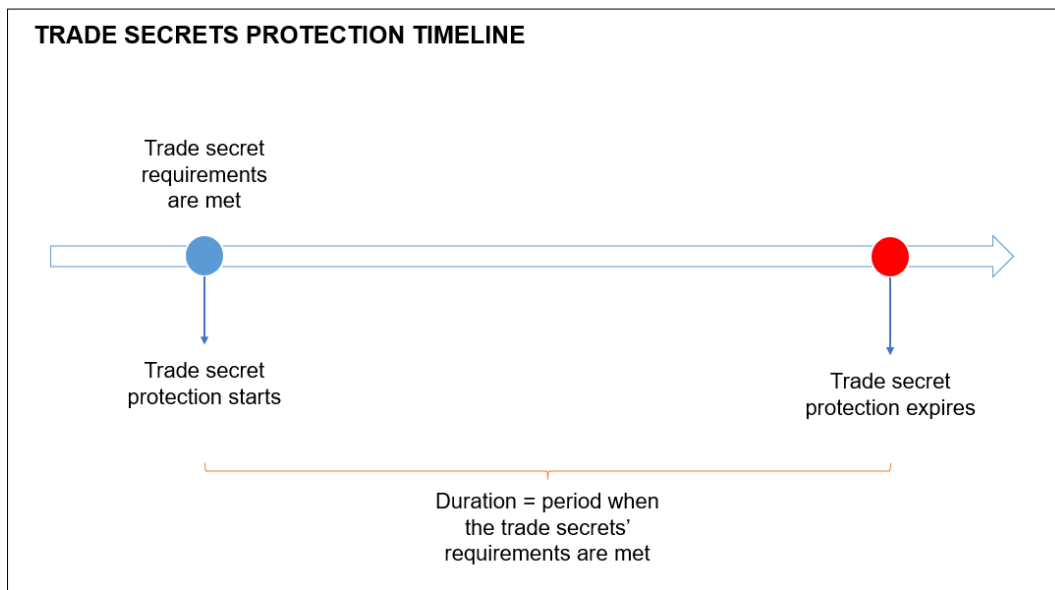 TRADE SECRETS PROTECTION TIMELINE
Trade secret
requirements
are met
Trade secret
protection starts
Trade secret
protection expires
Duration = period when
the trade secrets’
requirements are met